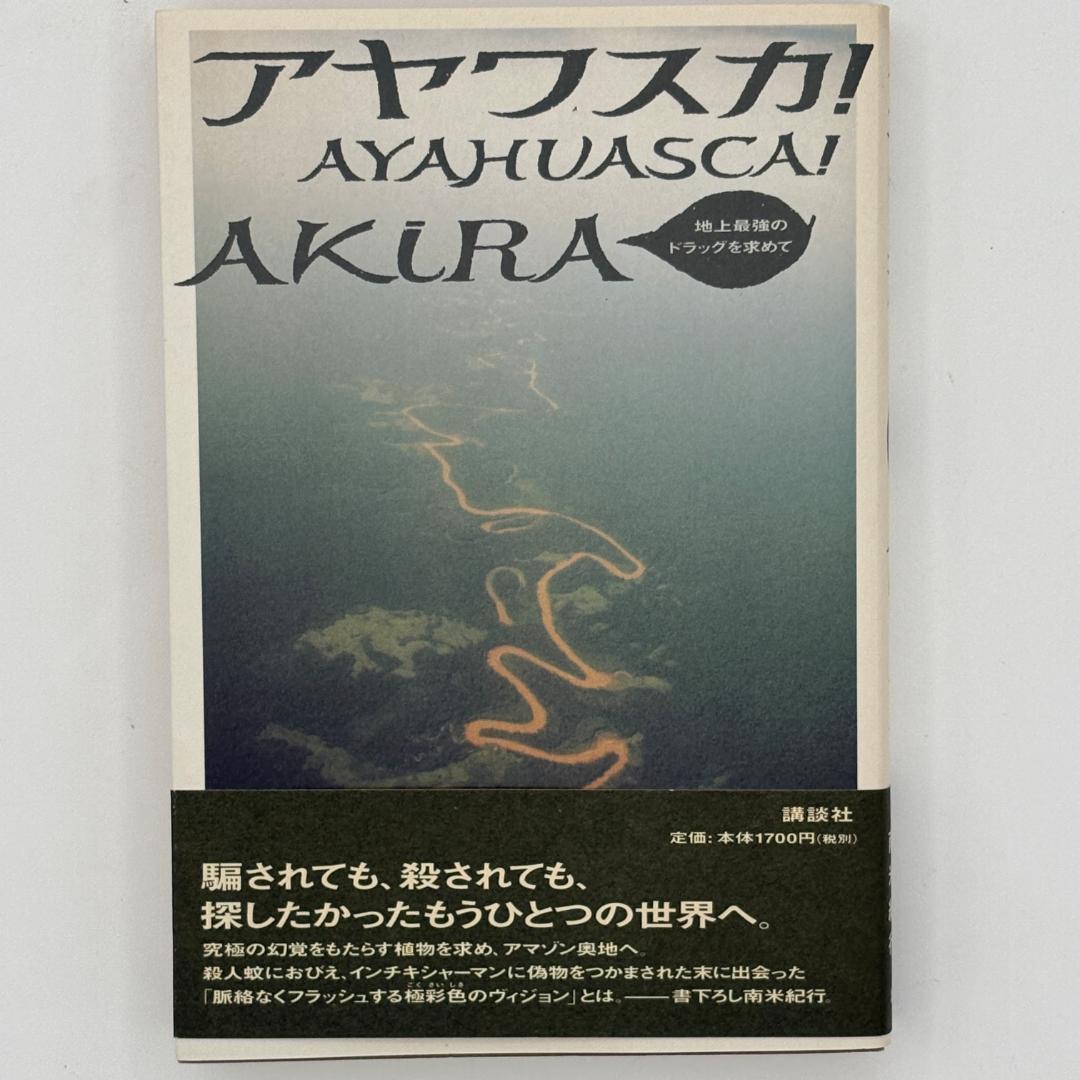 アヤワスカ!
AYAHUASCA!
AKiRA
地上最強の
ドラッグを求めて
講談社
定価:本体1700円(税別)
騙されても、殺されても、
探したかったもうひとつの世界へ。
究極の幻覚をもたらす植物を求め、アマゾン奥地へ。
殺人蚊におびえ、インチキシャーマンに偽物をつかまされた末に出会った
「脈絡なくフラッシュする極彩色のヴィジョン」とは。――書下ろし南米紀行。
ごくさいしき